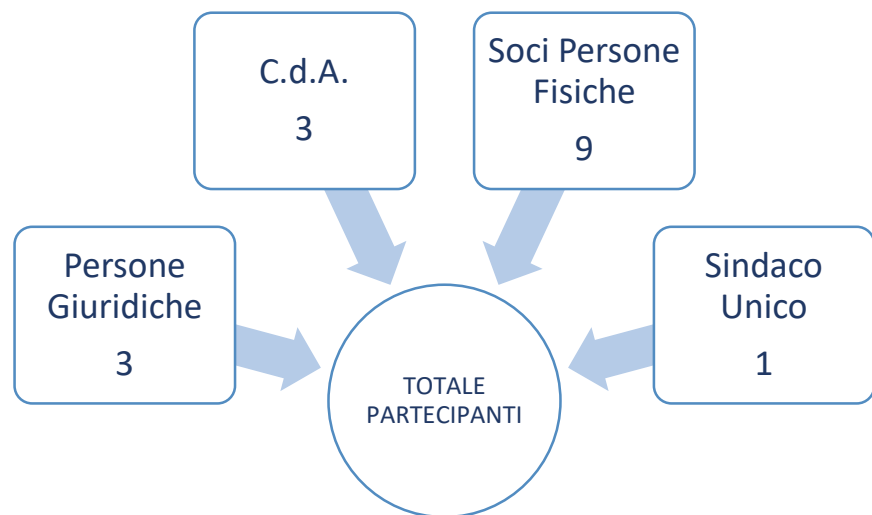 C.d.A.
3
Soci Persone
Fisiche
9
Persone
Giuridiche
3
Sindaco
Unico
1
TOTALE
PARTECIPANTI